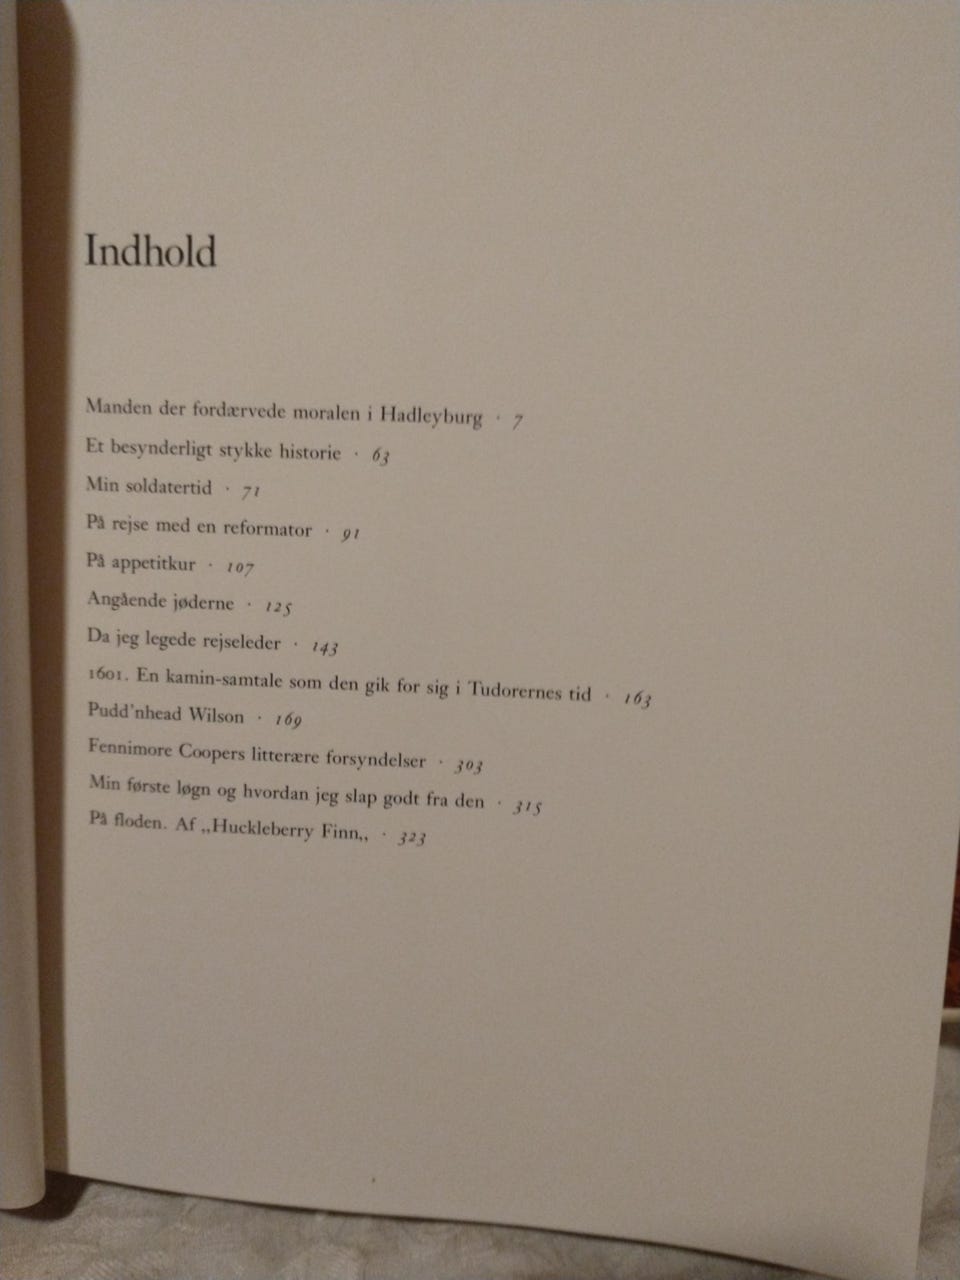 Indhold
Manden der fordærvede moralen i Hadleyburg · 7
Et besynderligt stykke historie · 63
Min soldatertid · 71
På rejse med en reformator · 91
På appetitkur · 107
Angående jøderne · 125
Da jeg legede rejseleder · 143
1601. En kamin-samtale som den gik for sig i Tudorernes tid · 163
Pudd'nhead Wilson · 169
Fennimore Coopers litterære forsyndelser · 303
Min første løgn og hvordan jeg slap godt fra den · 315
På floden. Af „Huckleberry Finn„ · 323